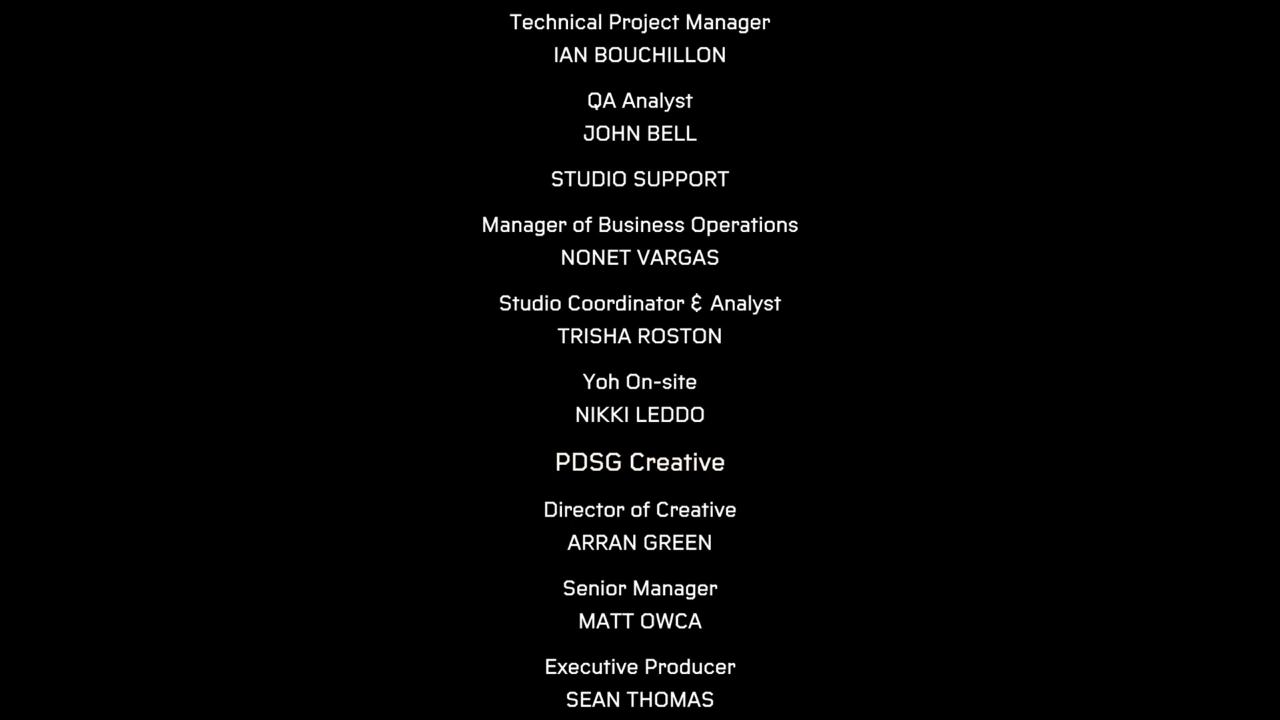 Technical Project Manager
IAN BOUCHILLON
QA Analyst
JOHN BELL
STUDIO SUPPORT
Manager of Business Operations
NONET VARGAS
Studio Coordinator & Analyst
TRISHA ROSTON
Yoh On-site
NIKKI LEDDO
PDSG Creative
Director of Creative
ARRAN GREEN
Senior Manager
MATT OWCA
Executive Producer
SEAN THOMAS